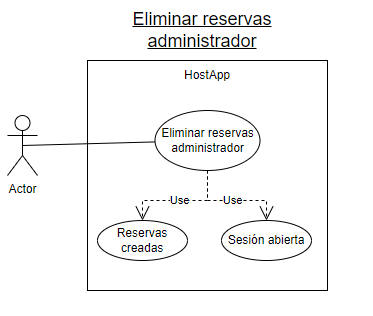 Eliminar reservas
administrador
HostApp
Eliminar reservas
administrador
Actor
Use
Use
Reservas
creadas
Sesión abierta